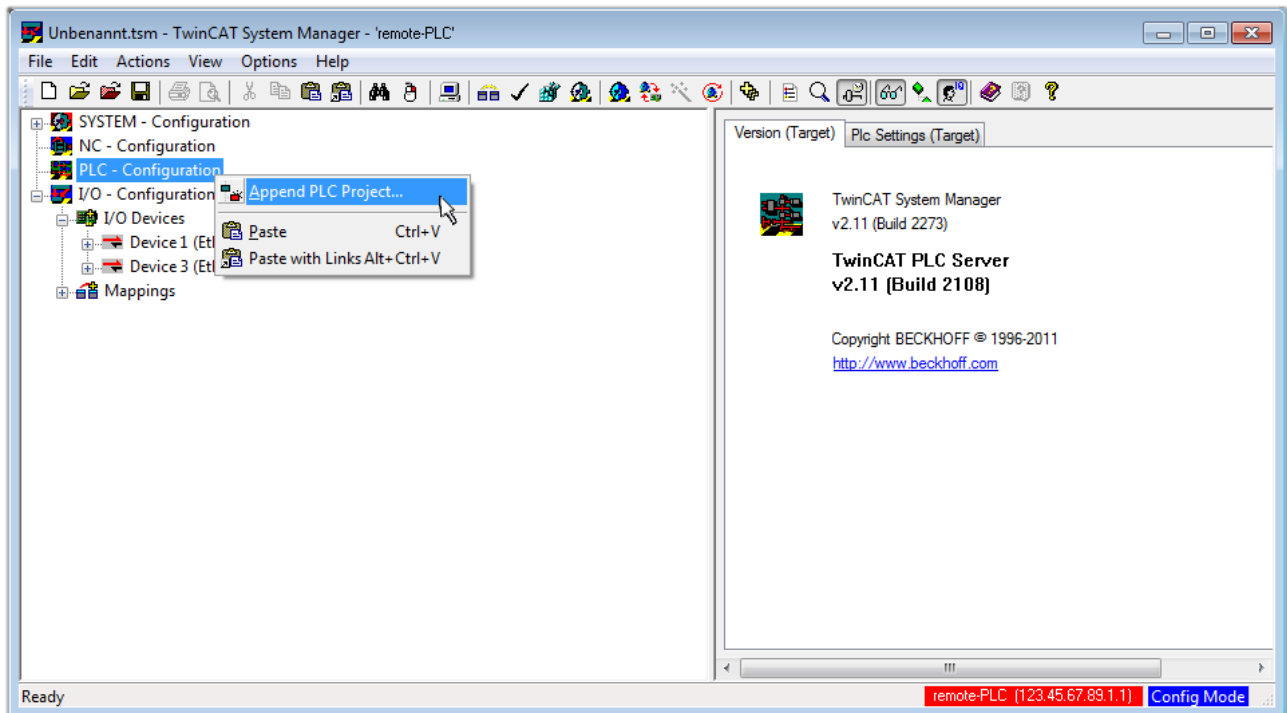 Unbenannt.tsm - TwinCAT System Manager - 'remote-PLC'
File Edit Actions View Options Help
SYSTEM - Configuration
NC - Configuration
PLC - Configuration
I/O - Configuration
I/O Devices
Device 1 (Et
Device 3 (Et
Mappings
Append PLC Project...
Paste Ctrl+V
Paste with Links Alt+Ctrl+V
Version (Target) Plc Settings (Target)
TwinCAT System Manager
v2.11 (Build 2273)
TwinCAT PLC Server
v2.11 (Build 2108)
Copyright BECKHOFF © 1996-2011
http://www.beckhoff.com
Ready remote-PLC (123.45.67.89.1.1) Config Mode